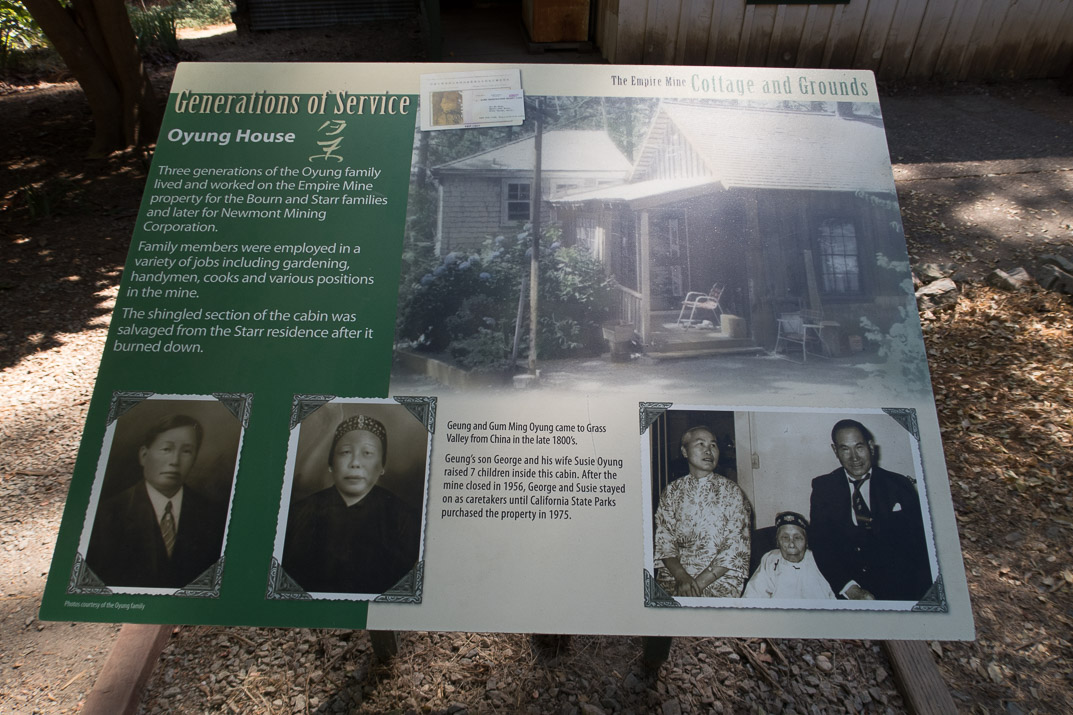 The Empire Mine Cottage and Grounds
Generations of Service
Oyung House
Three generations of the Oyung family
lived and worked on the Empire Mine
property for the Bourn and Starr families
and later for Newmont Mining
Corporation.
Family members were employed in a
variety of jobs including gardening,
handymen, cooks and various positions
in the mine.
The shingled section of the cabin was
salvaged from the Starr residence after it
burned down.
Geung and Gum Ming Oyung came to Grass
Valley from China in the late 1800's.
Geung's son George and his wife Susie Oyung
raised 7 children inside this cabin. After the
mine closed in 1956, George and Susie stayed
on as caretakers until California State Parks
purchased the property in 1975.
Photos courtesy of the Oyung family